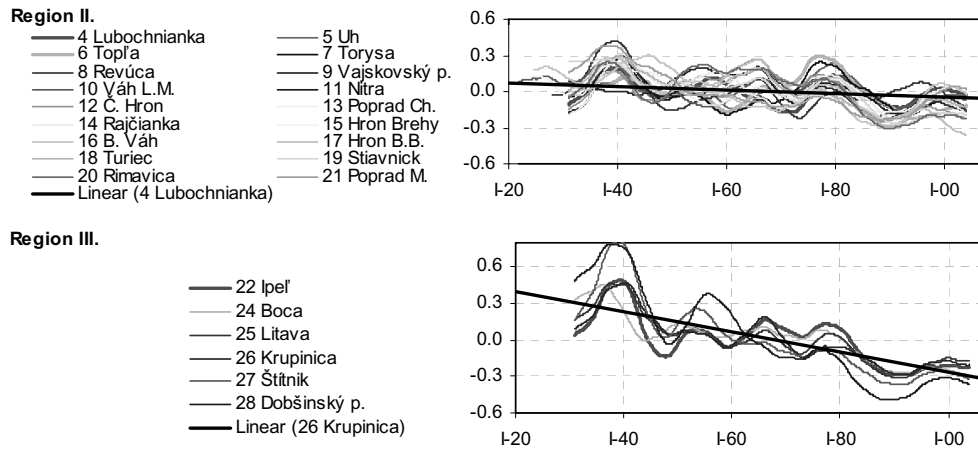 Region II.
4 Lubochnianka
5 Uh
6 Topľa
7 Torysa
8 Revúca
9 Vajskovský p.
10 Váh L.M.
11 Nitra
12 Č. Hron
13 Poprad Ch.
14 Rajčianka
15 Hron Brehy
16 B. Váh
17 Hron B.B.
18 Turiec
19 Stiavnick
20 Rimavica
21 Poprad M.
Linear (4 Lubochnianka)
0.6
0.3
0.0
-0.3
-0.6
I-20 I-40 I-60 I-80 I-00
Region III.
22 Ipeľ
24 Boca
25 Litava
26 Krupinica
27 Štítnik
28 Dobšinský p.
Linear (26 Krupinica)
0.6
0.3
0.0
-0.3
-0.6
I-20 I-40 I-60 I-80 I-00